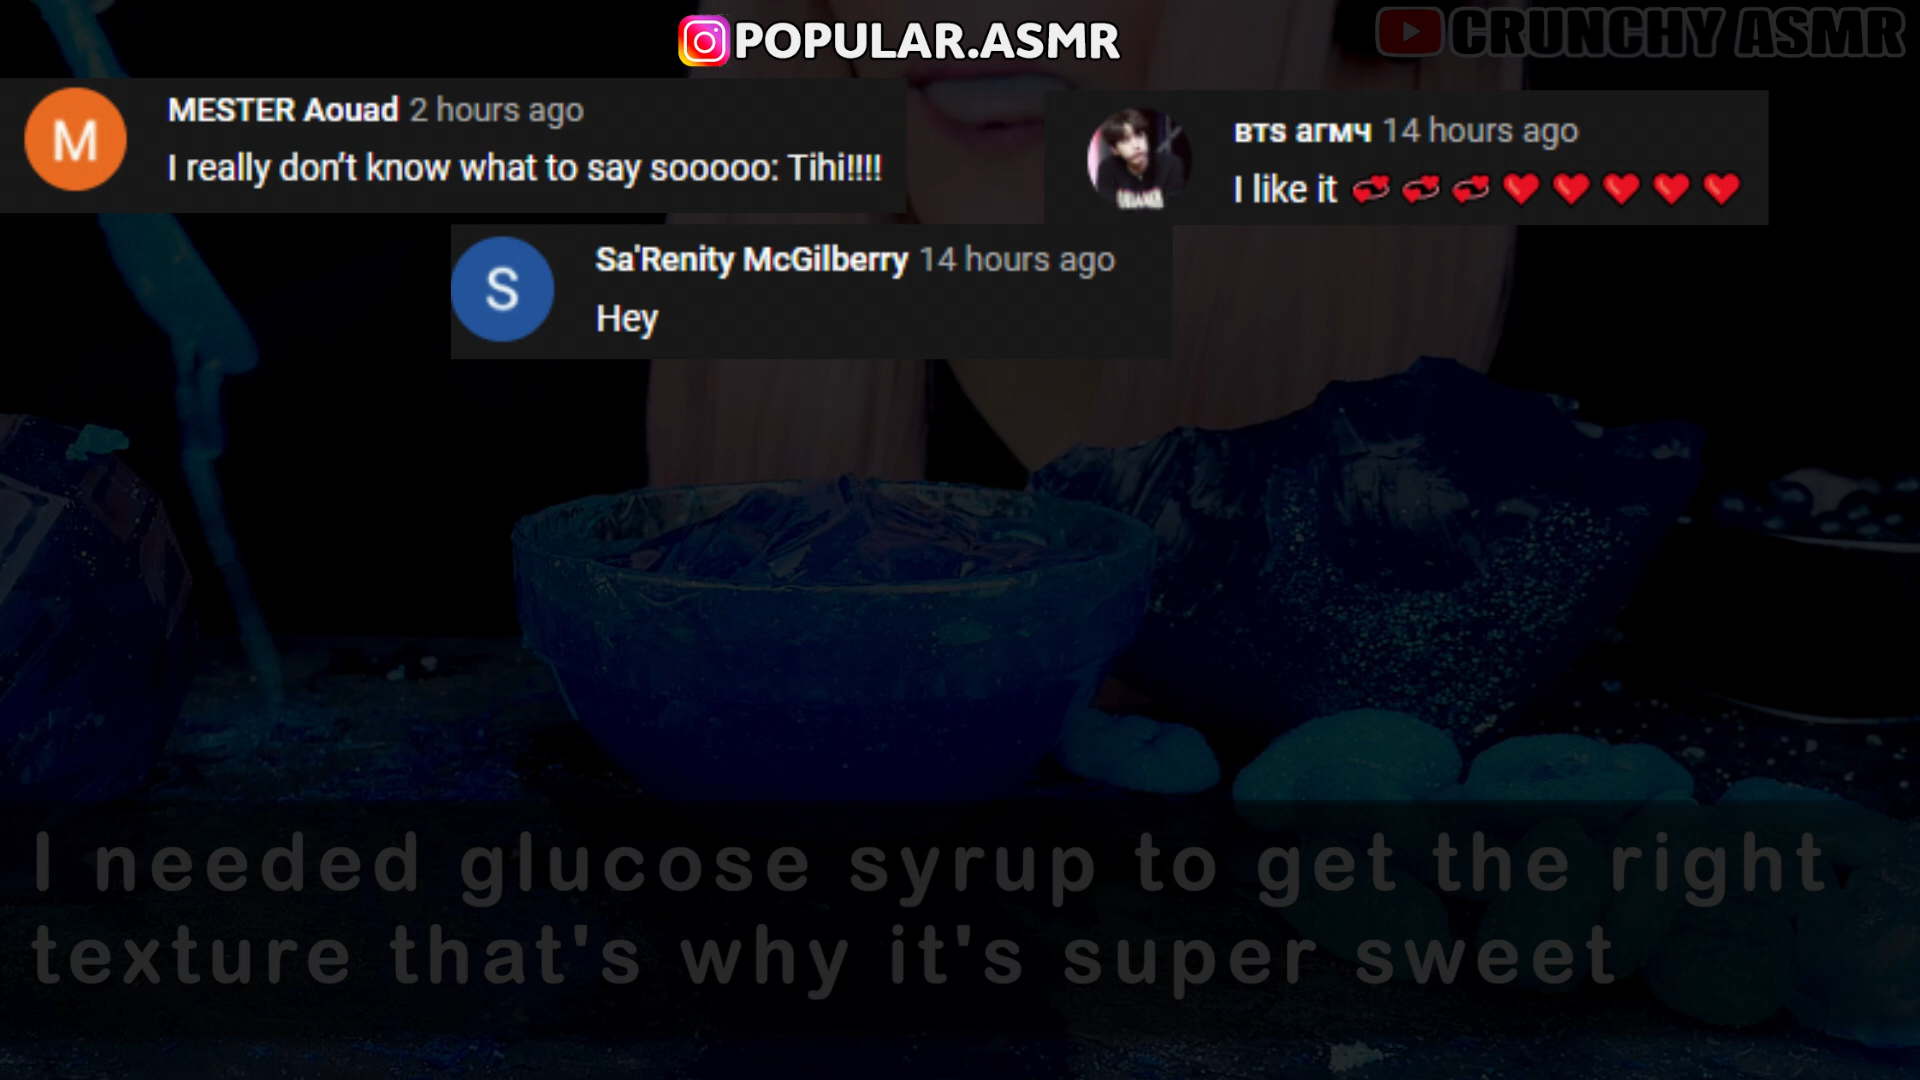 POPULAR.ASMR
CRUNCHY ASMR
M
MESTER Aouad 2 hours ago
I really don't know what to say sooooo: Tihi!!!!
втѕ αгмч 14 hours ago
I like it 💞 💞 💞 ❤️ ❤️ ❤️ ❤️ ❤️
S
Sa'Renity McGilberry 14 hours ago
Hey
I needed glucose syrup to get the right
texture that's why it's super sweet